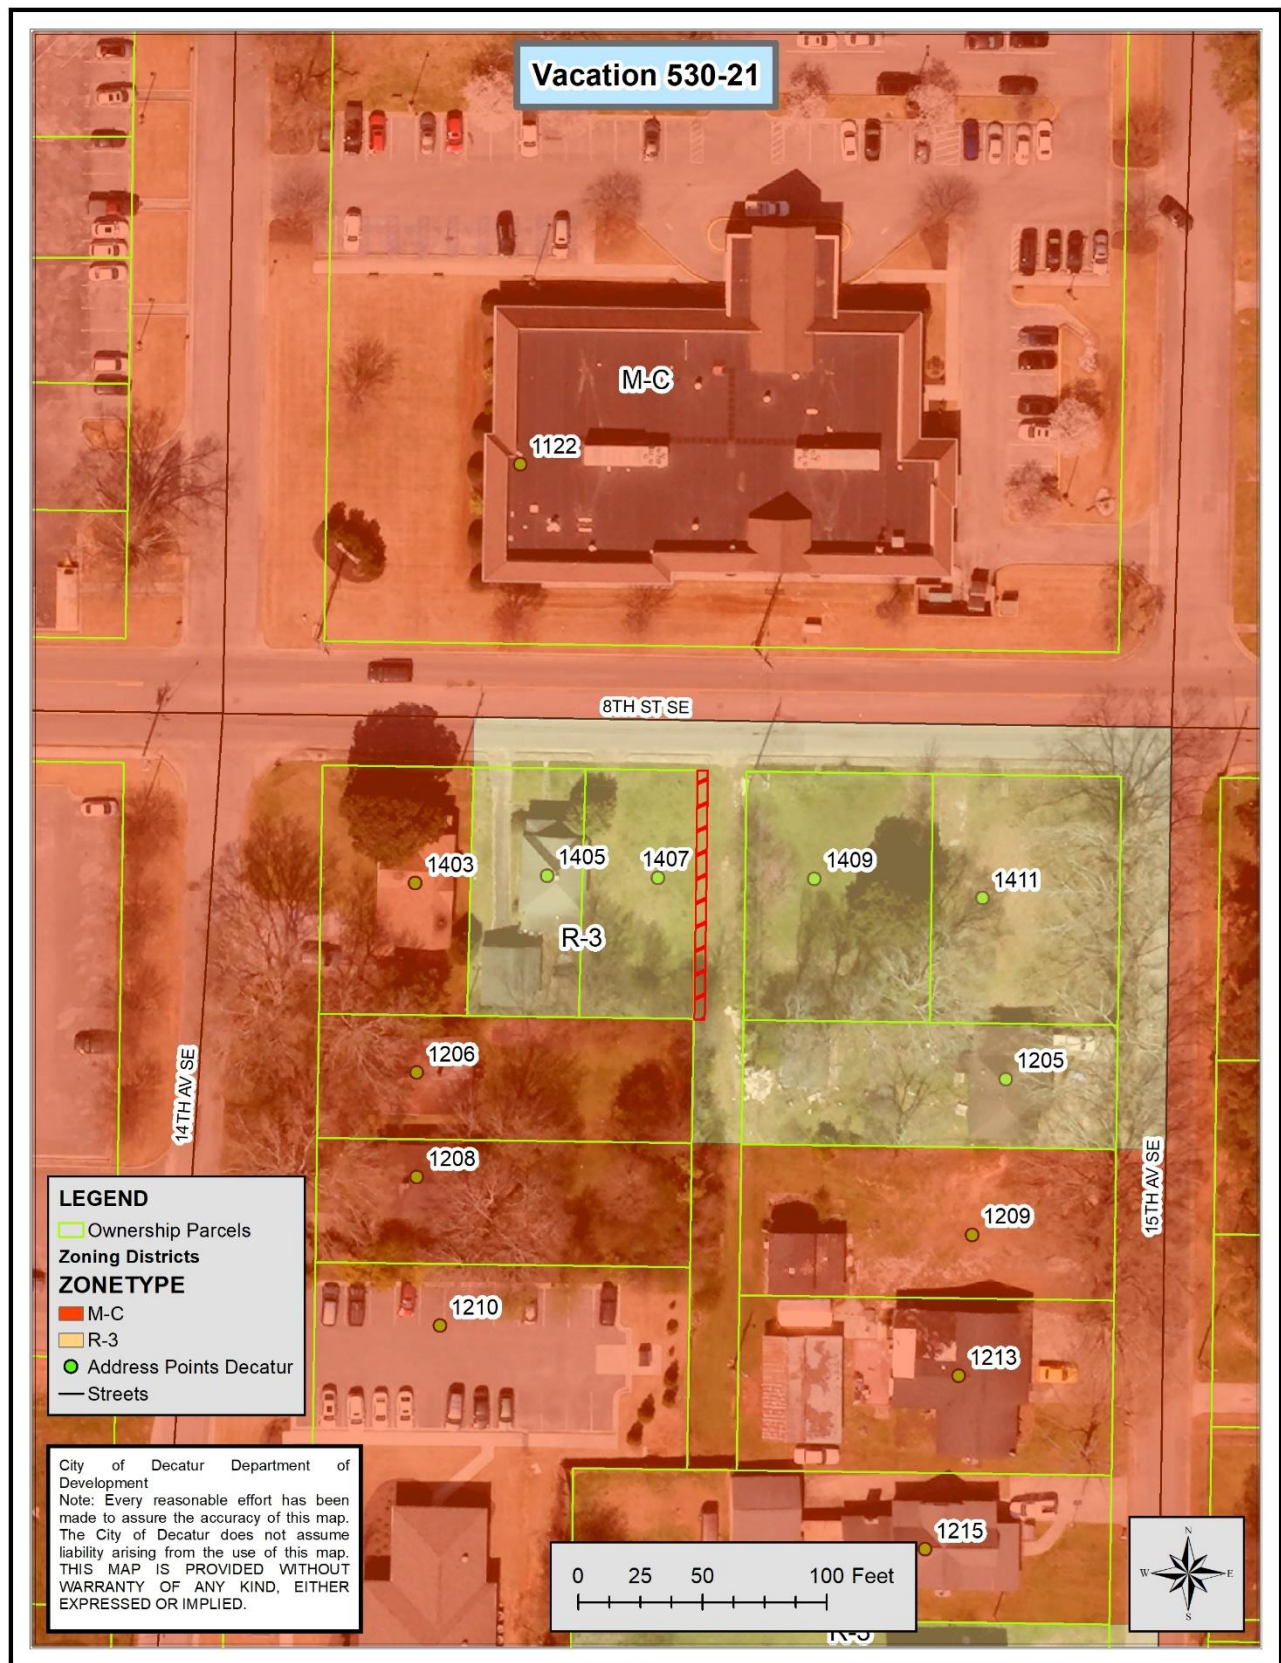 Vacation 530-21
M-C
1122
8TH ST SE
1403
1405
1407
1409
1411
R-3
1206
1205
14TH AV SE
1208
15TH AV SE
1209
1210
1213
1215
LEGEND
Ownership Parcels
Zoning Districts
ZONETYPE
M-C
R-3
Address Points Decatur
Streets
City of Decatur Department of
Development
Note: Every reasonable effort has been
made to assure the accuracy of this map.
The City of Decatur does not assume
liability arising from the use of this map.
THIS MAP IS PROVIDED WITHOUT
WARRANTY OF ANY KIND, EITHER
EXPRESSED OR IMPLIED.
0 25 50 100 Feet
N
W E
S
R-3